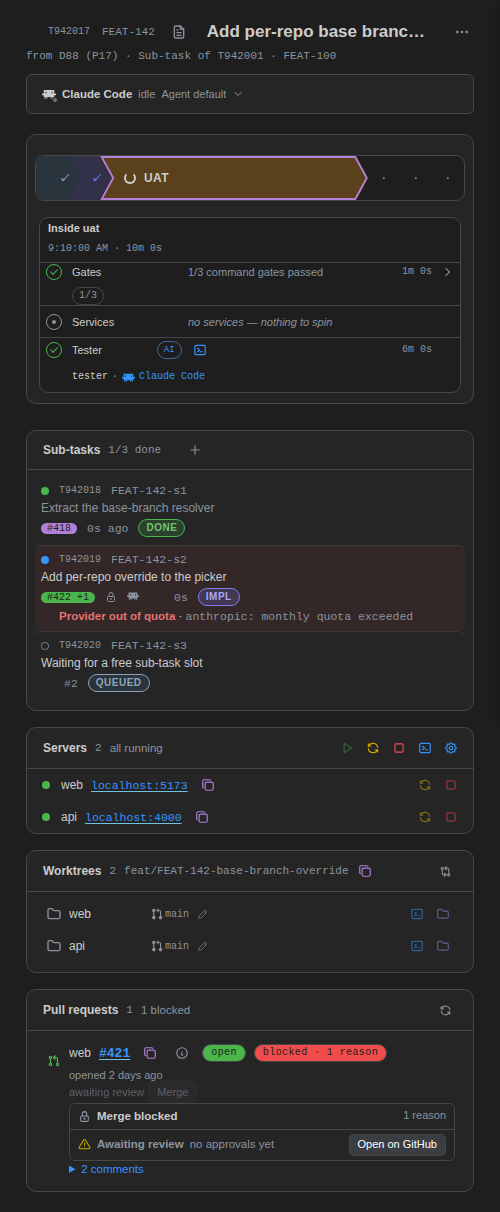 T942017 FEAT-142 Add per-repo base branc…
from D88 (P17) · Sub-task of T942001 · FEAT-100
Claude Code idle Agent default
UAT
Inside uat
9:10:00 AM · 10m 0s
Gates 1/3 command gates passed 1m 0s
1/3
Services no services — nothing to spin
Tester AI 6m 0s
tester · Claude Code
Sub-tasks 1/3 done
T942018 FEAT-142-s1
Extract the base-branch resolver
#418 0s ago DONE
T942019 FEAT-142-s2
Add per-repo override to the picker
#422 +1 0s IMPL
Provider out of quota · anthropic: monthly quota exceeded
T942020 FEAT-142-s3
Waiting for a free sub-task slot
#2 QUEUED
Servers 2 all running
web localhost:5173
api localhost:4000
Worktrees 2 feat/FEAT-142-base-branch-override
web main
api main
Pull requests 1 1 blocked
web #421 open blocked · 1 reason
opened 2 days ago
awaiting review Merge
Merge blocked 1 reason
Awaiting review no approvals yet Open on GitHub
2 comments